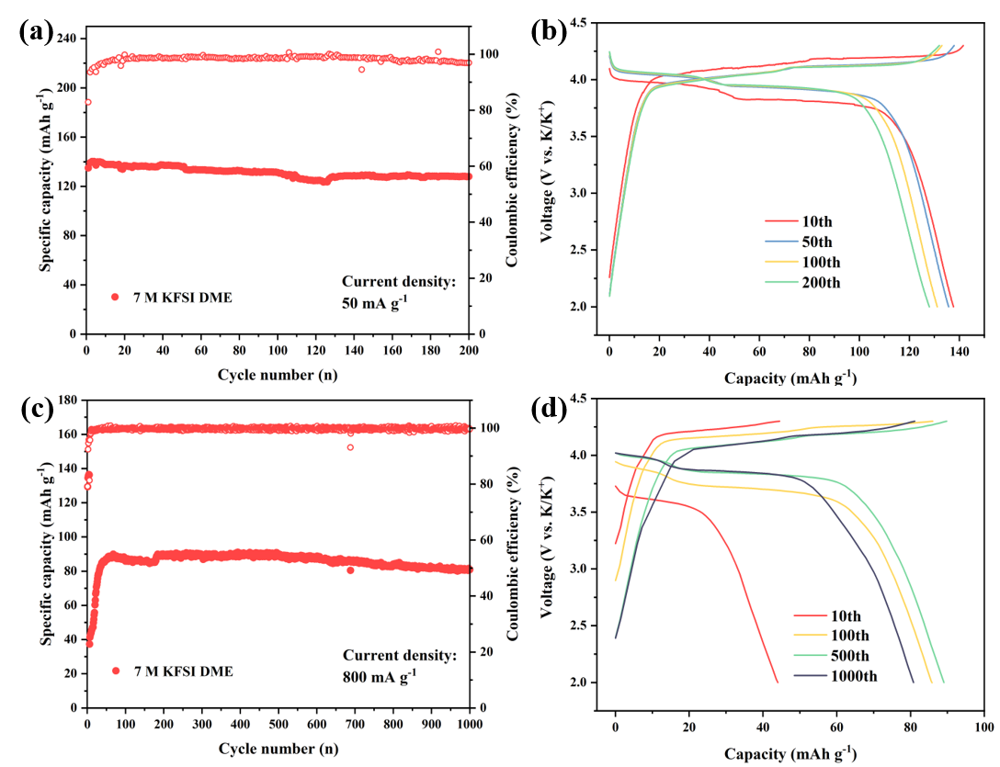 (a)
240
200
160
120
80
40
0
Specific capacity (mAh g⁻¹)
100
80
60
40
20
0
Coulombic efficiency (%)
7 M KFSI DME
Current density:
50 mA g⁻¹
0 20 40 60 80 100 120 140 160 180 200
Cycle number (n)
(b)
4.5
4.0
3.5
3.0
2.5
2.0
Voltage (V vs. K/K⁺)
10th
50th
100th
200th
0 20 40 60 80 100 120 140
Capacity (mAh g⁻¹)
(c)
180
160
140
120
100
80
60
40
20
0
Specific capacity (mAh g⁻¹)
100
80
60
40
20
0
Coulombic efficiency (%)
7 M KFSI DME
Current density:
800 mA g⁻¹
0 100 200 300 400 500 600 700 800 900 1000
Cycle number (n)
(d)
4.5
4.0
3.5
3.0
2.5
2.0
Voltage (V vs. K/K⁺)
10th
100th
500th
1000th
0 20 40 60 80 100
Capacity (mAh g⁻¹)